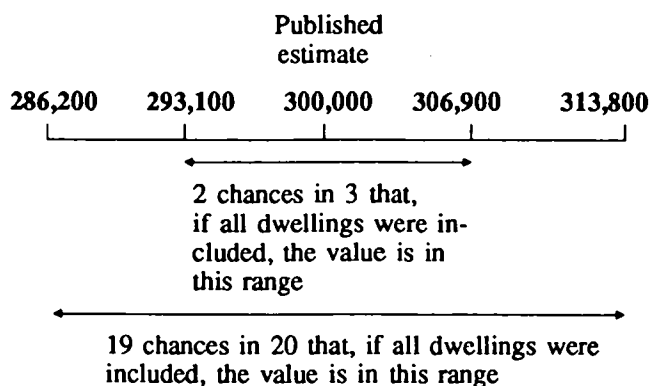 Published
estimate
286,200 293,100 300,000 306,900 313,800
2 chances in 3 that,
if all dwellings were in-
cluded, the value is in
this range
19 chances in 20 that, if all dwellings were
included, the value is in this range